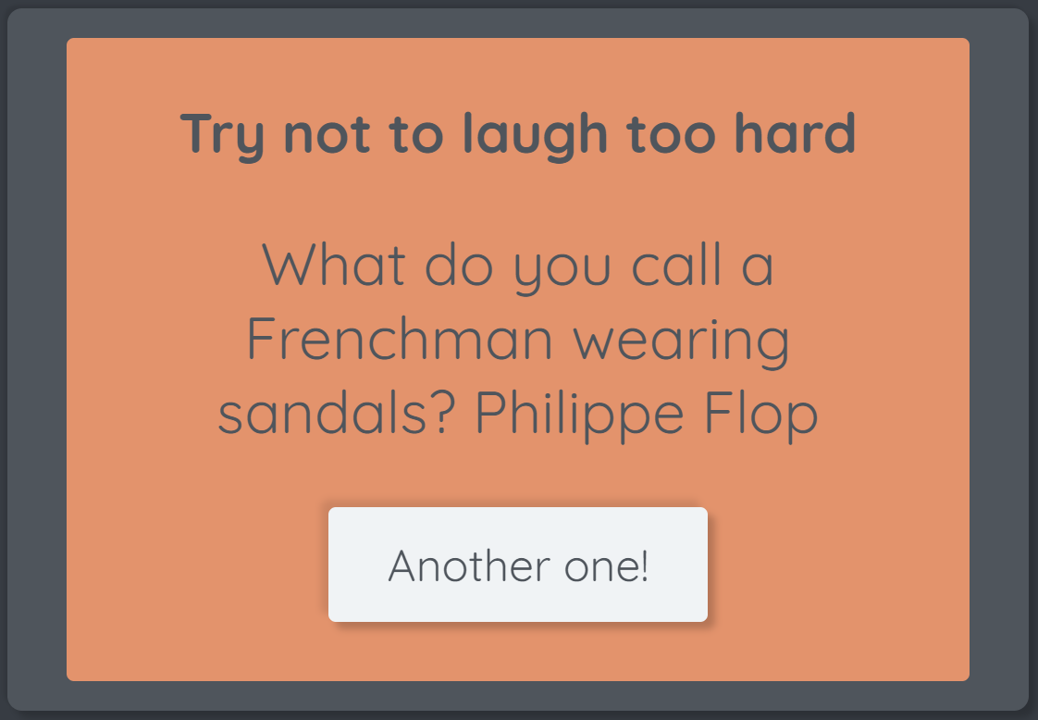 Try not to laugh too hard
What do you call a
Frenchman wearing
sandals? Philippe Flop
Another one!